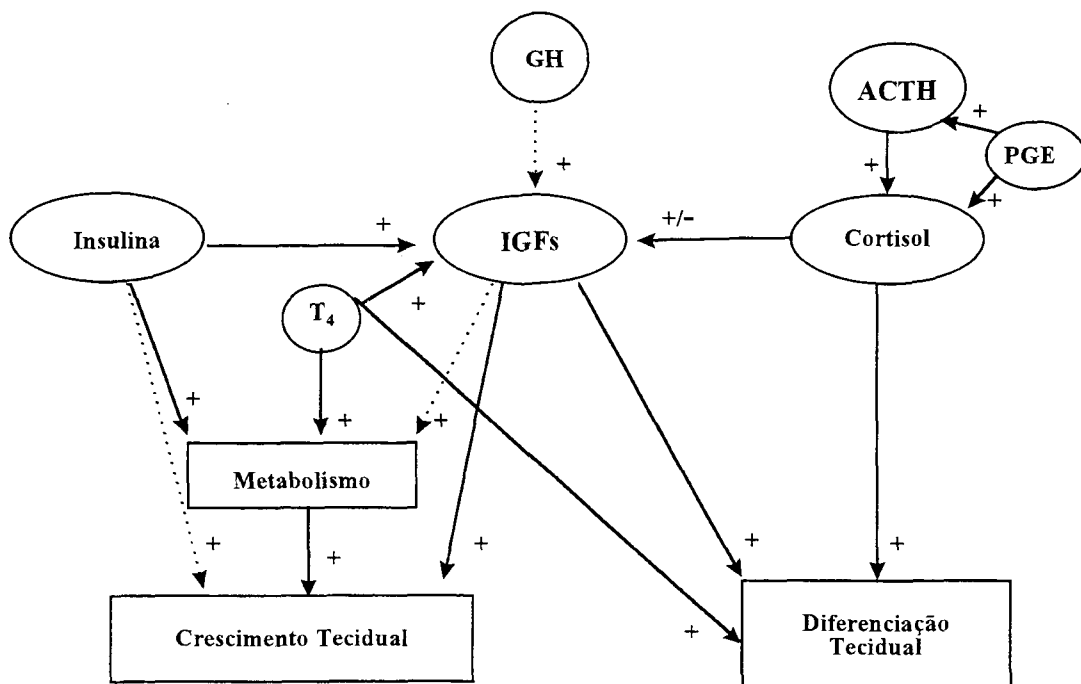 GH
ACTH
+
PGE
+
+
+
Insulina
+
IGFs
+/-
Cortisol
T₄
+
+
+
+
Metabolismo
+
+
+
+
+
Crescimento Tecidual
+
Diferenciação
Tecidual